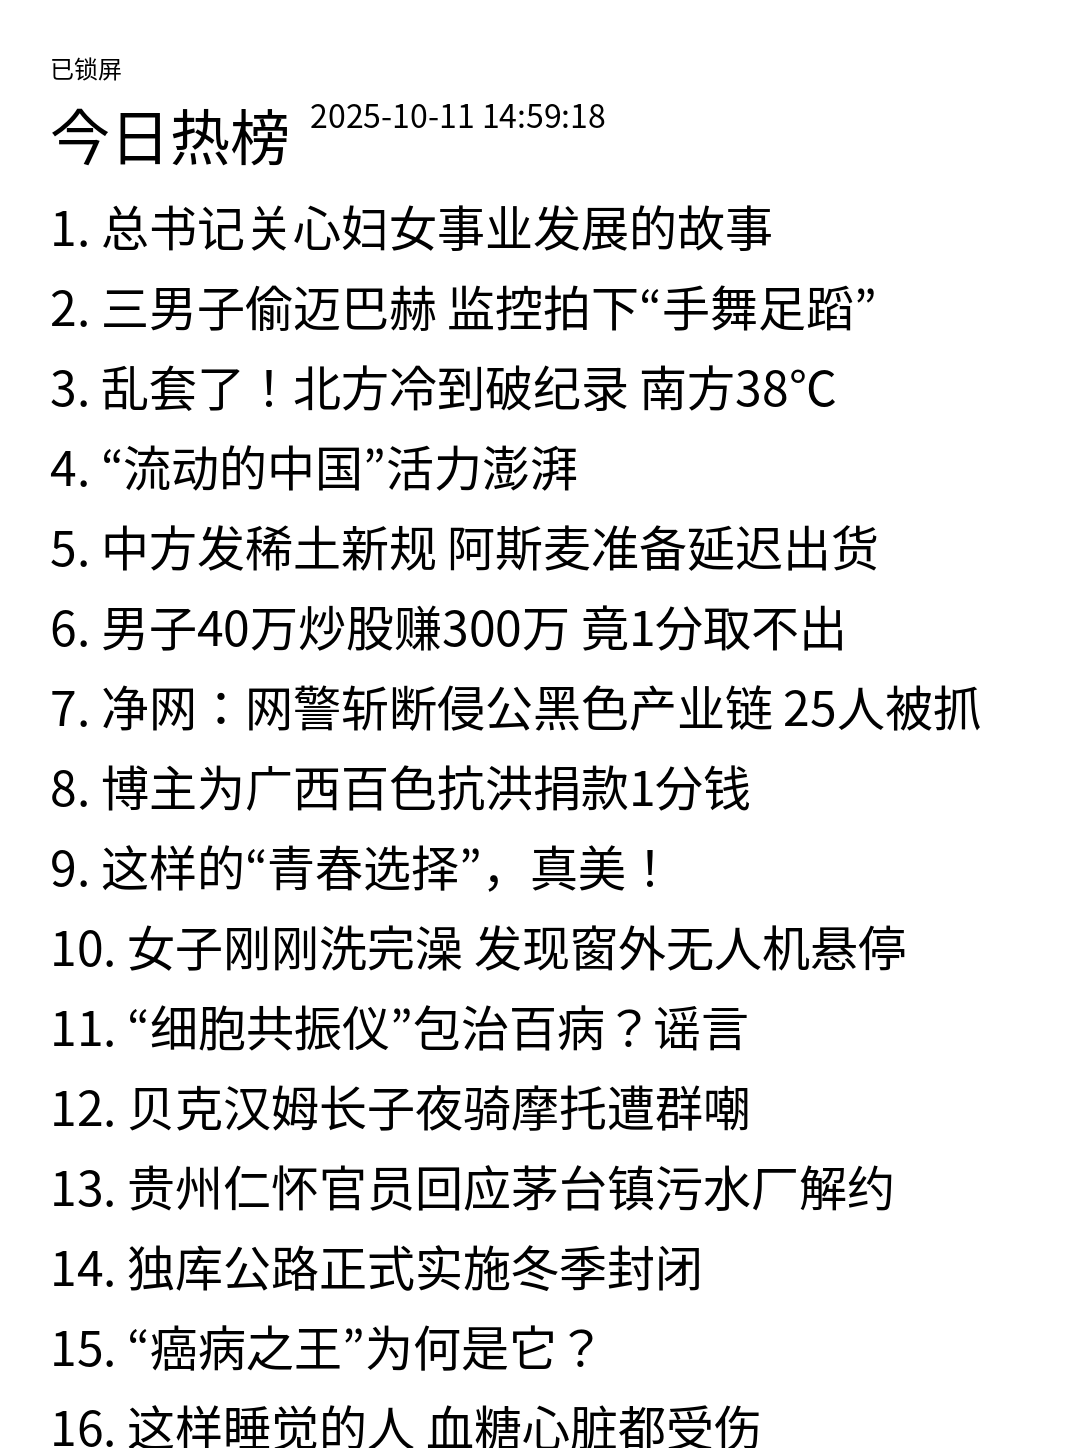 已锁屏
今日热榜 2025-10-11 14:59:18
1. 总书记关心妇女事业发展的故事
2. 三男子偷迈巴赫 监控拍下“手舞足蹈”
3. 乱套了！北方冷到破纪录 南方38℃
4. “流动的中国”活力澎湃
5. 中方发稀土新规 阿斯麦准备延迟出货
6. 男子40万炒股赚300万 竟1分取不出
7. 净网：网警斩断侵公黑色产业链 25人被抓
8. 博主为广西百色抗洪捐款1分钱
9. 这样的“青春选择”，真美！
10. 女子刚刚洗完澡 发现窗外无人机悬停
11. “细胞共振仪”包治百病？谣言
12. 贝克汉姆长子夜骑摩托遭群嘲
13. 贵州仁怀官员回应茅台镇污水厂解约
14. 独库公路正式实施冬季封闭
15. “癌病之王”为何是它？
16. 这样睡觉的人 血糖心脏都受伤